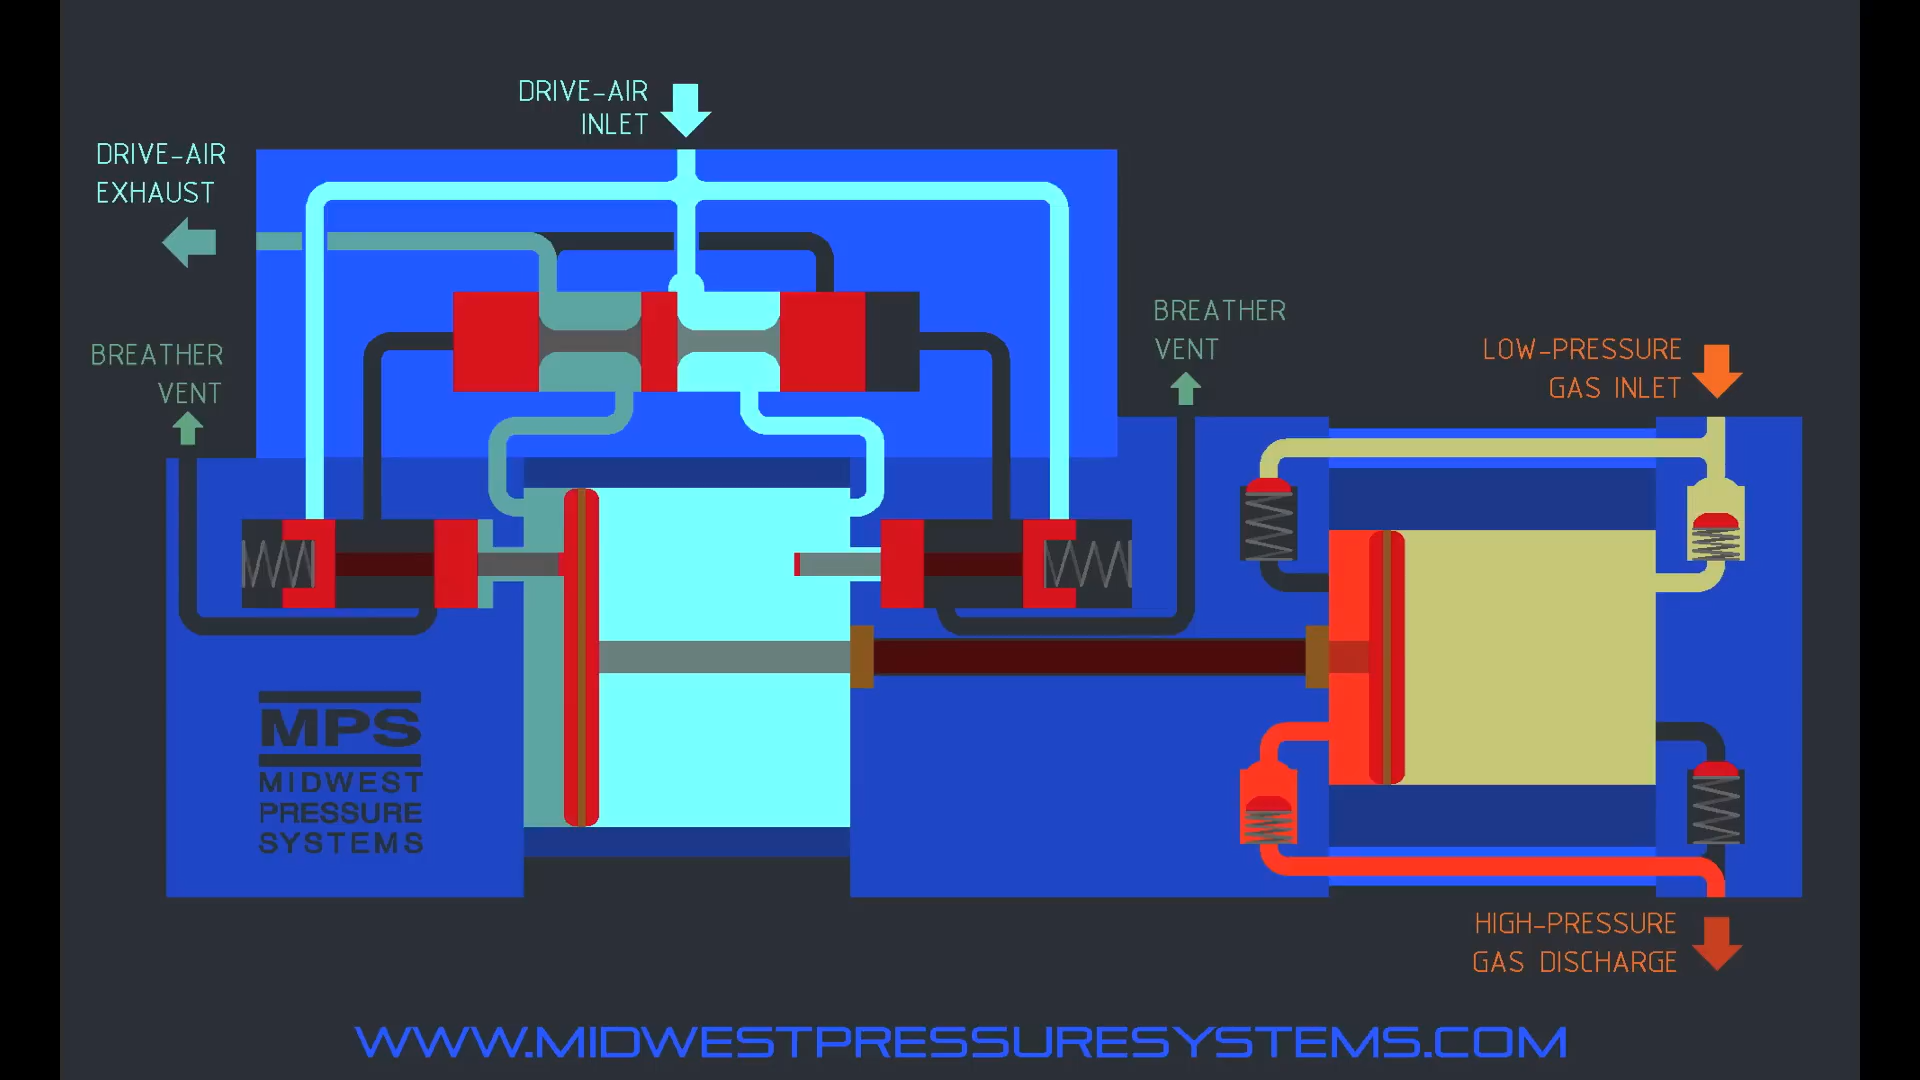 DRIVE-AIR
INLET
DRIVE-AIR
EXHAUST
BREATHER
VENT
BREATHER
VENT
LOW-PRESSURE
GAS INLET
MPS
MIDWEST
PRESSURE
SYSTEMS
HIGH-PRESSURE
GAS DISCHARGE
WWW.MIDWESTPRESSURESYSTEMS.COM